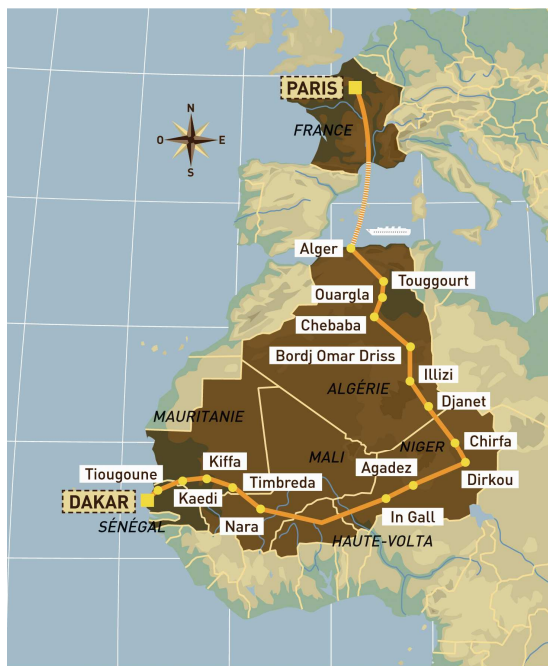 PARIS
FRANCE
N
O
E
S
Alger
Touggourt
Ouargla
Chebaba
Bordj Omar Driss
Illizi
ALGÉRIE
Djanet
MAURITANIE
Chirfa
NIGER
MALI
Kiffa
Agadez
Tiougoune
Timbreda
Dirkou
DAKAR
Kaedi
In Gall
SÉNÉGAL
Nara
HAUTE-VOLTA